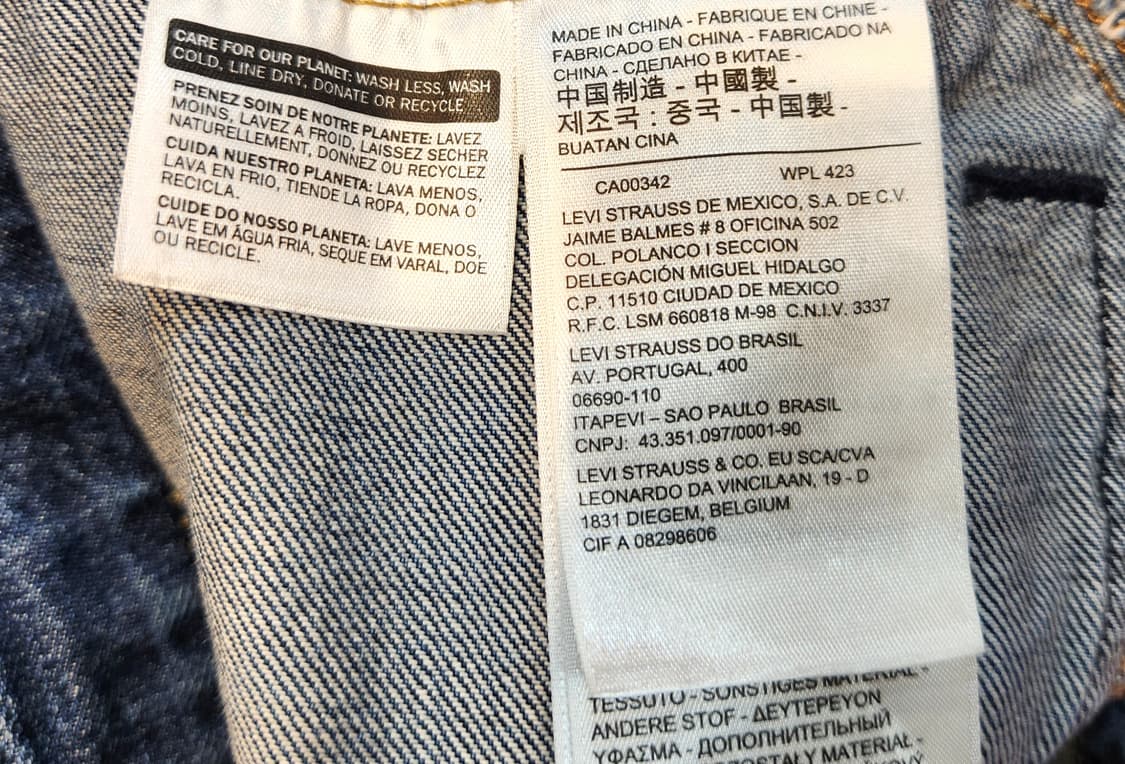 CARE FOR OUR PLANET: WASH LESS, WASH
COLD, LINE DRY, DONATE OR RECYCLE
PRENEZ SOIN DE NOTRE PLANETE: LAVEZ
MOINS, LAVEZ A FROID, LAISSEZ SECHER
NATURELLEMENT, DONNEZ OU RECYCLEZ
CUIDA NUESTRO PLANETA: LAVA MENOS,
LAVA EN FRIO, TIENDE LA ROPA, DONA O
RECICLA.
CUIDE DO NOSSO PLANETA: LAVE MENOS,
LAVE EM ÁGUA FRIA, SEQUE EM VARAL, DOE
OU RECICLE.
MADE IN CHINA - FABRIQUE EN CHINE -
FABRICADO EN CHINA - FABRICADO NA
CHINA - СДЕЛАНО В КИТАЕ -
中国制造 - 中國製 -
제조국 : 중국 - 中国製 -
BUATAN CINA
CA00342 WPL 423
LEVI STRAUSS DE MEXICO, S.A. DE C.V.
JAIME BALMES # 8 OFICINA 502
COL. POLANCO I SECCION
DELEGACIÓN MIGUEL HIDALGO
C.P. 11510 CIUDAD DE MEXICO
R.F.C. LSM 660818 M-98 C.N.I.V. 3337
LEVI STRAUSS DO BRASIL
AV. PORTUGAL, 400
06690-110
ITAPEVI – SAO PAULO BRASIL
CNPJ: 43.351.097/0001-90
LEVI STRAUSS & CO. EU SCA/CVA
LEONARDO DA VINCILAAN, 19 - D
1831 DIEGEM, BELGIUM
CIF A 08298606
TESSUTO - SONSTIGES MATERIAL -
ANDERE STOF - ΔΕΥΤΕΡΕΥΟΝ
ΥΦΑΣΜΑ - ДОПОЛНИТЕЛЬНЫЙ
MATERIAŁ -